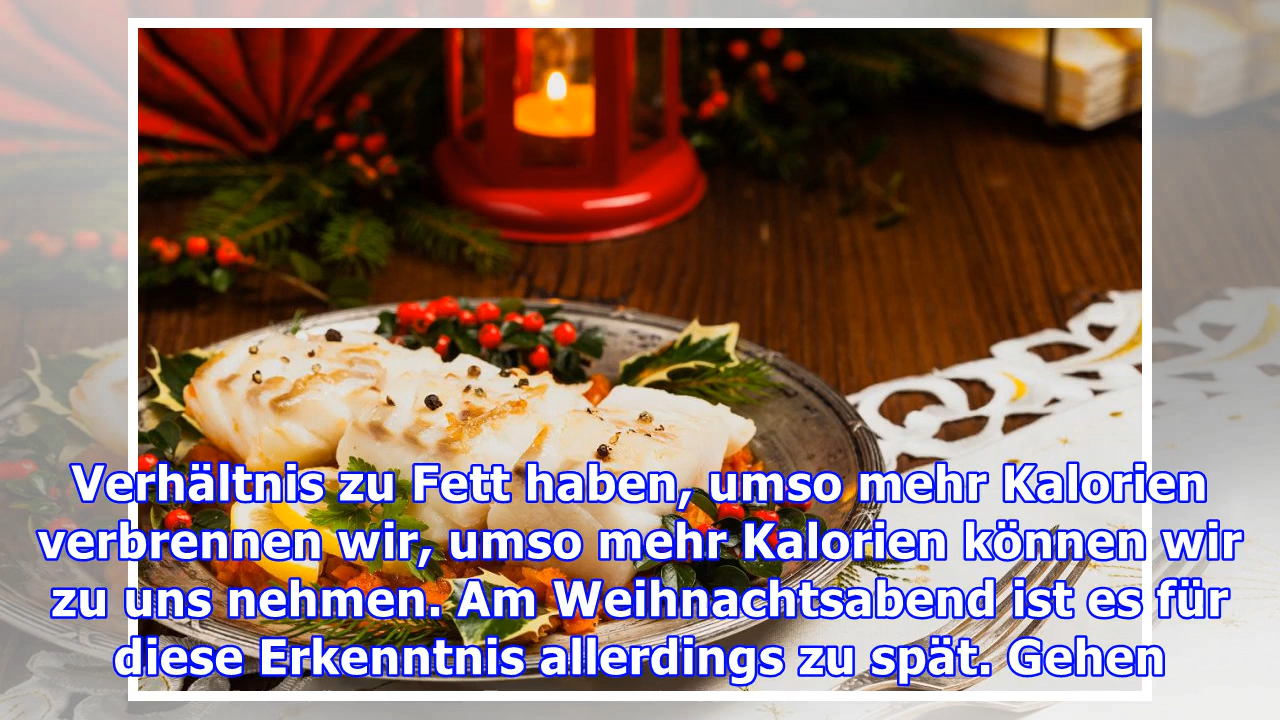 Verhältnis zu Fett haben, umso mehr Kalorien
verbrennen wir, umso mehr Kalorien können wir
zu uns nehmen. Am Weihnachtsabend ist es für
diese Erkenntnis allerdings zu spät. Gehen